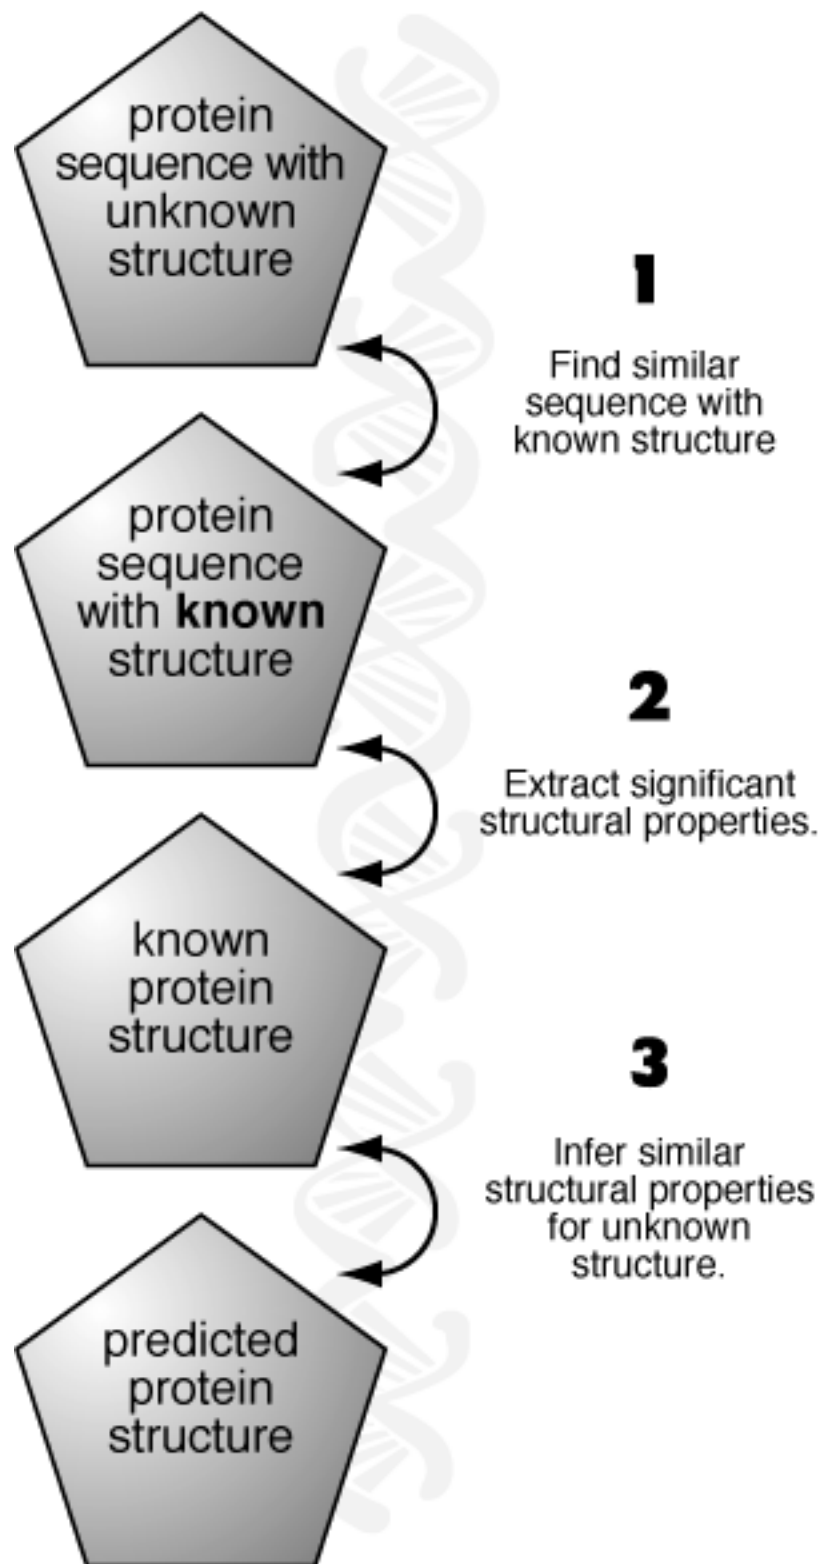 protein
sequence with
unknown
structure
1
Find similar
sequence with
known structure
protein
sequence
with known
structure
2
Extract significant
structural properties.
known
protein
structure
3
Infer similar
structural properties
for unknown
structure.
predicted
protein
structure